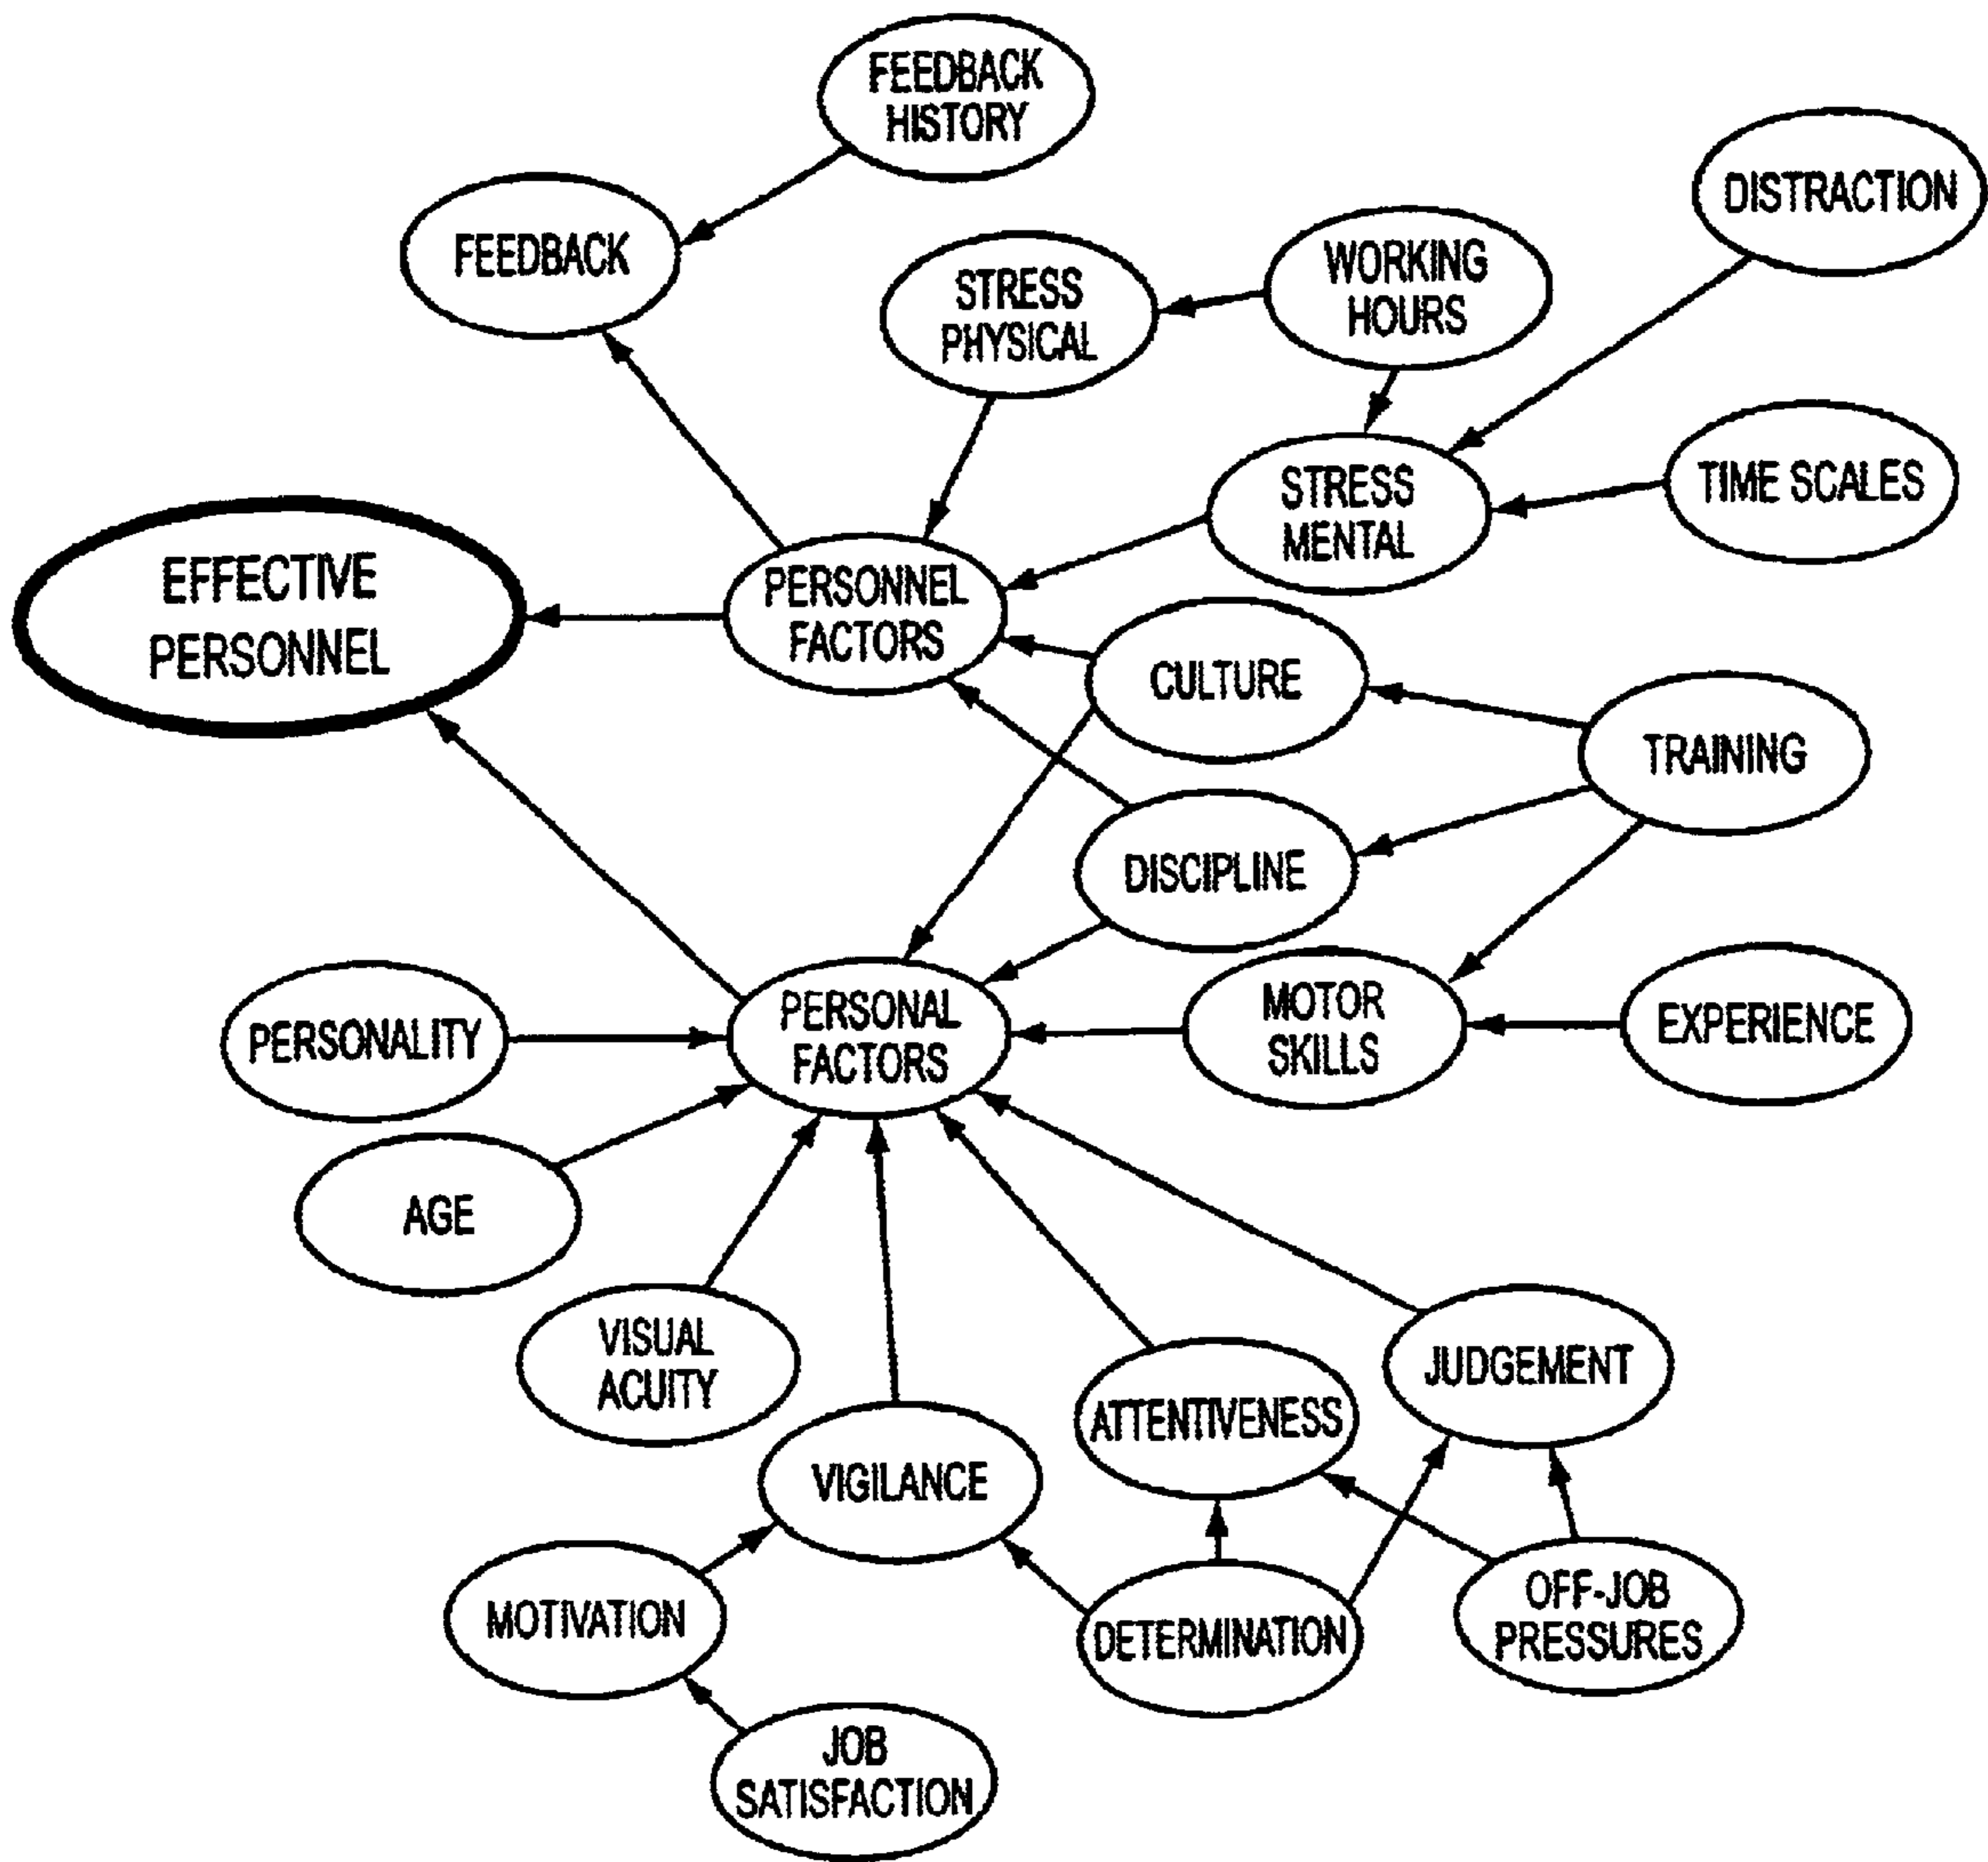 FEEDBACK
HISTORY
DISTRACTION
FEEDBACK
WORKING
HOURS
STRESS
PHYSICAL
TIME SCALES
STRESS
MENTAL
EFFECTIVE
PERSONNEL
PERSONNEL
FACTORS
CULTURE
TRAINING
DISCIPLINE
PERSONALITY
PERSONAL
FACTORS
MOTOR
SKILLS
EXPERIENCE
AGE
VISUAL
ACUITY
JUDGEMENT
ATTENTIVENESS
VIGILANCE
MOTIVATION
DETERMINATION
OFF-JOB
PRESSURES
JOB
SATISFACTION